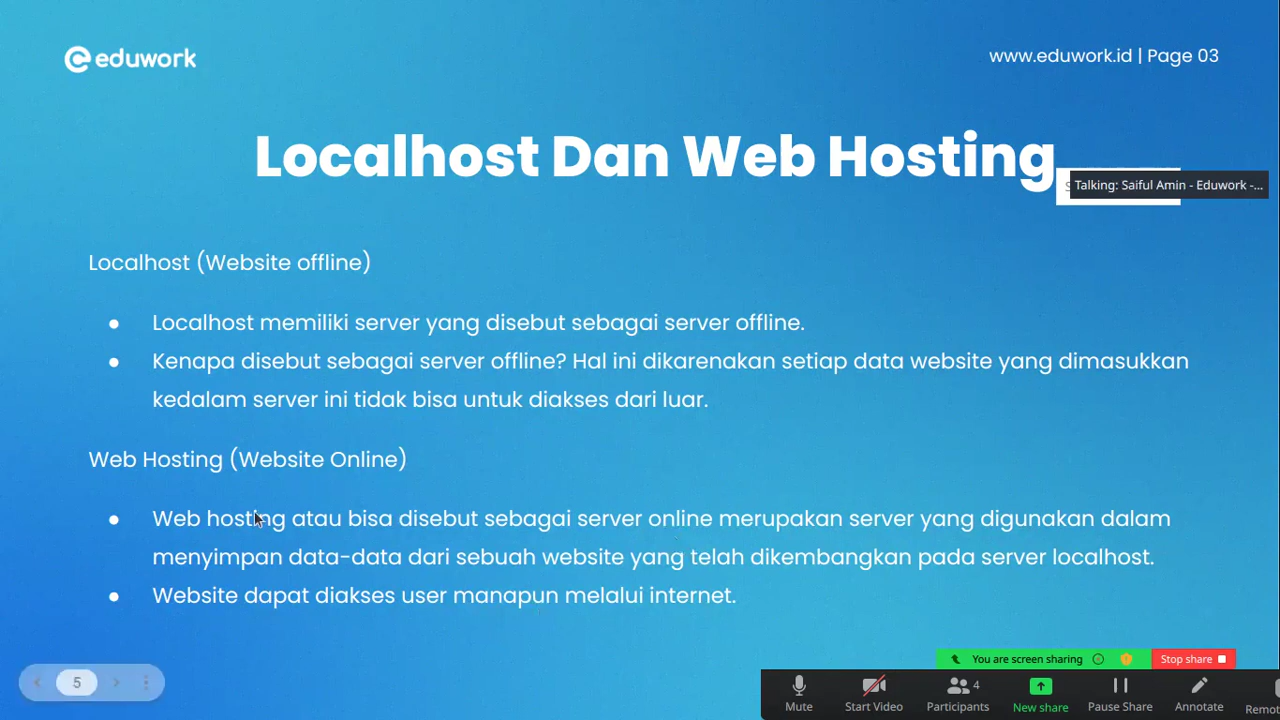 eduwork
www.eduwork.id | Page 03
Localhost Dan Web Hosting
Talking: Saiful Amin - Eduwork -...
Localhost (Website offline)
● Localhost memiliki server yang disebut sebagai server offline.
● Kenapa disebut sebagai server offline? Hal ini dikarenakan setiap data website yang dimasukkan
kedalam server ini tidak bisa untuk diakses dari luar.
Web Hosting (Website Online)
● Web hosting atau bisa disebut sebagai server online merupakan server yang digunakan dalam
menyimpan data-data dari sebuah website yang telah dikembangkan pada server localhost.
● Website dapat diakses user manapun melalui internet.
5
You are screen sharing
Stop share
4
Mute
Start Video
Participants
New share
Pause Share
Annotate